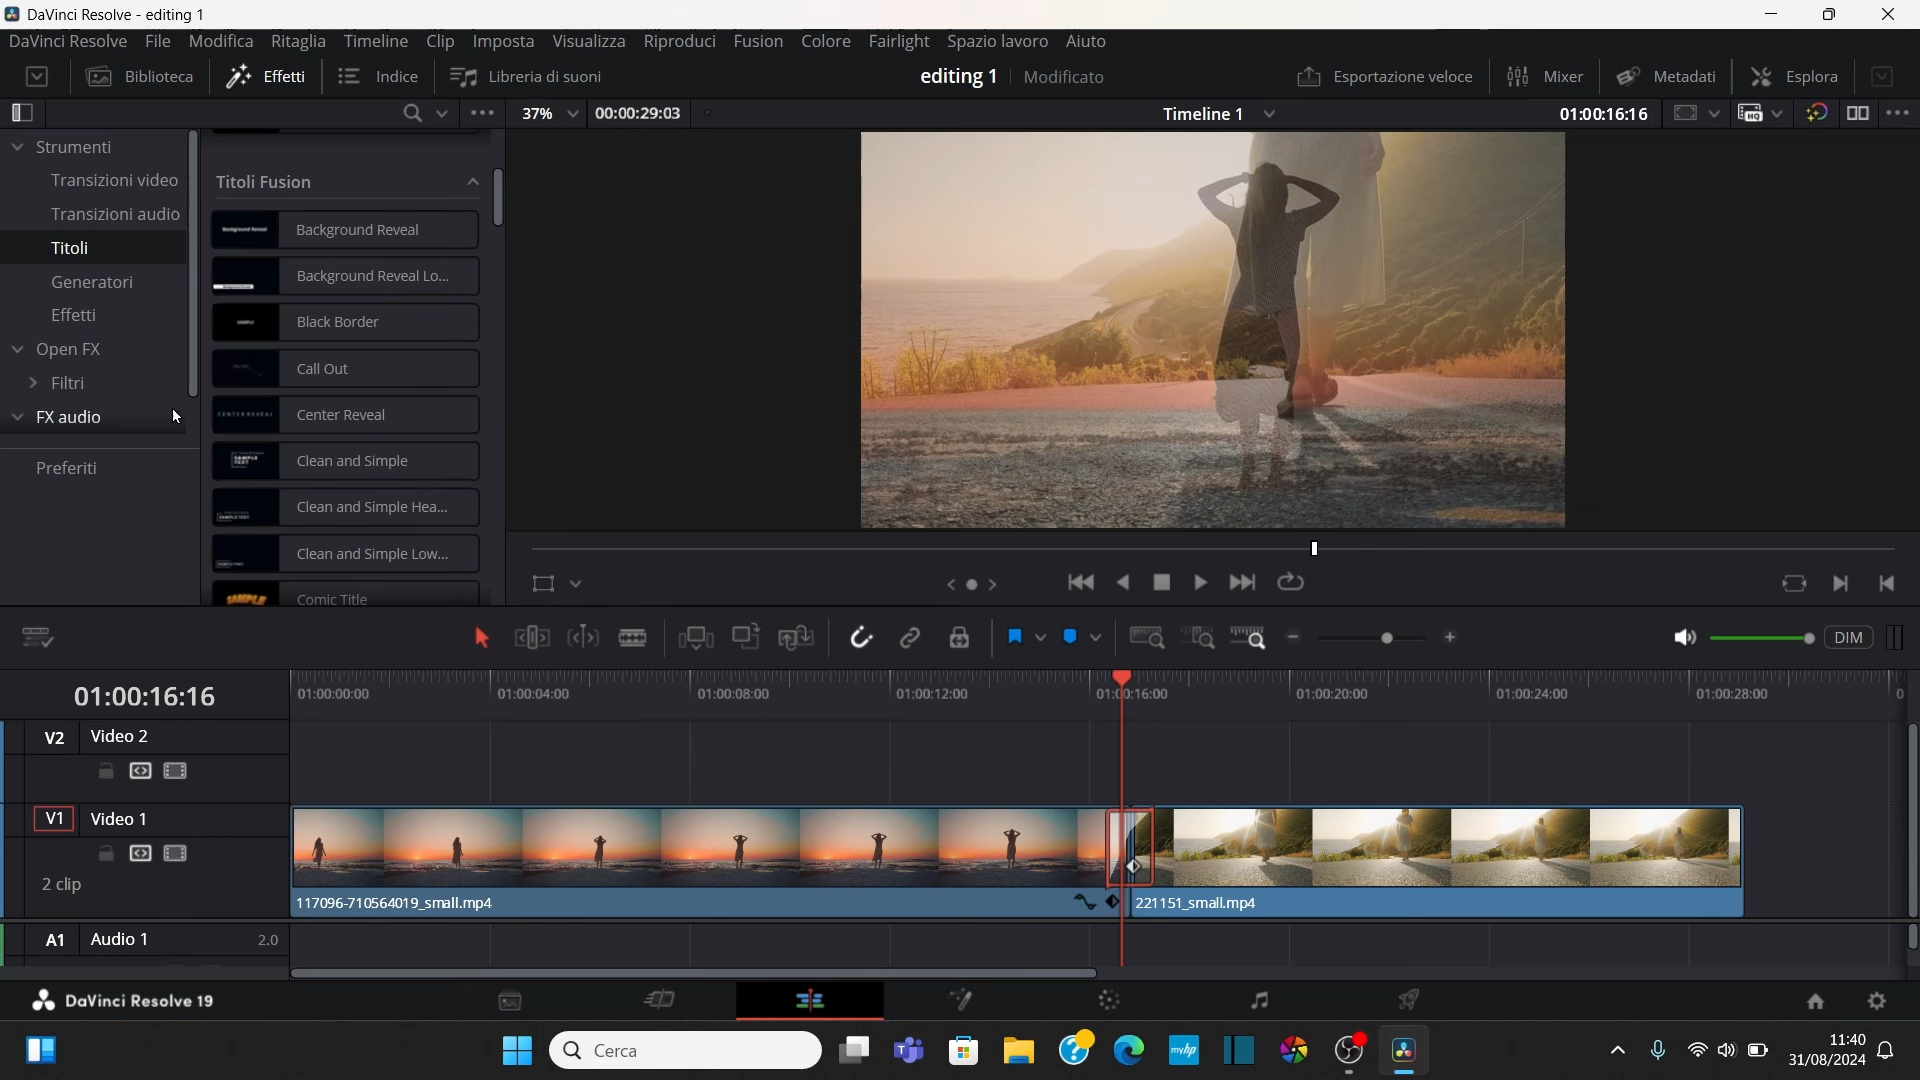 DaVinci Resolve - editing 1
DaVinci Resolve File Modifica Ritaglia Timeline Clip Imposta Visualizza Riproduci Fusion Colore Fairlight Spazio lavoro Aiuto
Biblioteca Effetti Indice Libreria di suoni editing 1 Modificato Esportazione veloce Mixer Metadati Esplora
37% 00:00:29:03 Timeline 1 01:00:16:16
Strumenti
Transizioni video
Transizioni audio
Titoli
Generatori
Effetti
Open FX
Filtri
FX audio
Preferiti
Titoli Fusion
Background Reveal
Background Reveal Lo...
Black Border
Call Out
Center Reveal
Clean and Simple
Clean and Simple Hea...
Clean and Simple Low...
Comic Title
DIM
01:00:16:16
01:00:00:00 01:00:04:00 01:00:08:00 01:00:12:00 01:00:16:00 01:00:20:00 01:00:24:00 01:00:28:00
V2 Video 2
V1 Video 1
2 clip
117096-710564019_small.mp4 221151_small.mp4
A1 Audio 1 2.0
DaVinci Resolve 19
Cerca
myhp
11:40
31/08/2024